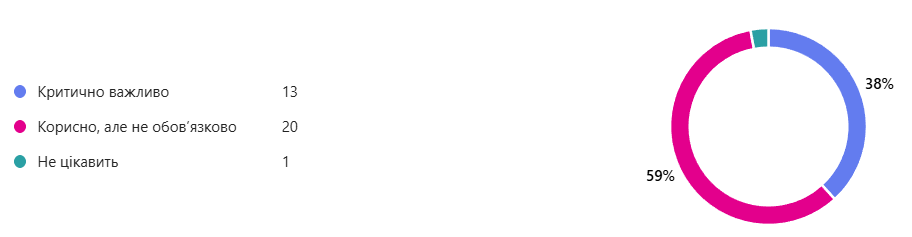 Критично важливо 13
Корисно, але не обов’язково 20
Не цікавить 1
38%
59%